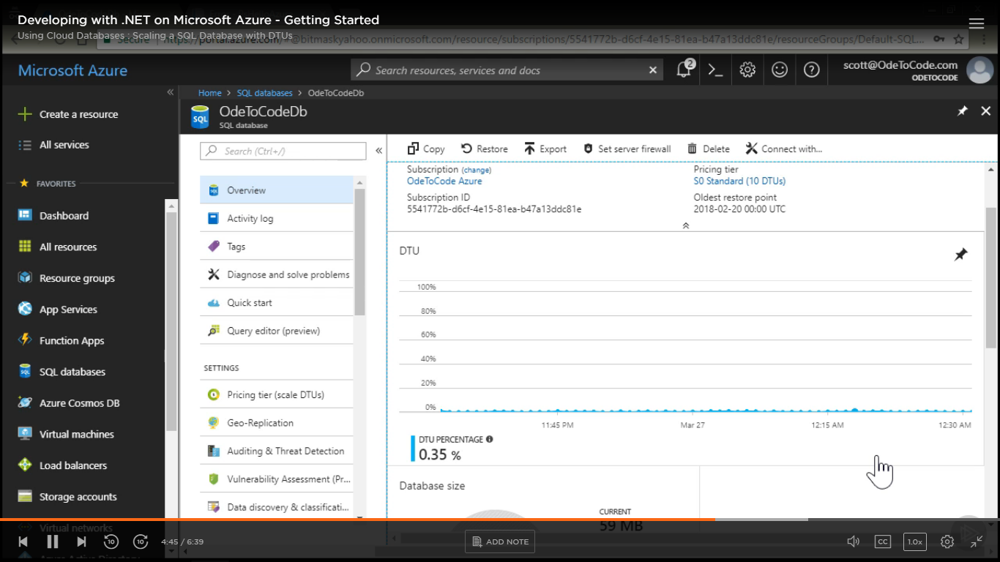 Developing with .NET on Microsoft Azure - Getting Started
Using Cloud Databases : Scaling a SQL Database with DTUs
Secure https://portal.azure.com/#@bitmaskyahoo.onmicrosoft.com/resource/subscriptions/5541772b-d6cf-4e15-81ea-b47a13ddc81e/resourceGroups/Default-SQL...
Microsoft Azure
Search resources, services and docs
2
scott@OdeToCode.com
ODETOCODE
Home > SQL databases > OdeToCodeDb
OdeToCodeDb
SQL database
Create a resource
All services
FAVORITES
Dashboard
All resources
Resource groups
App Services
Function Apps
SQL databases
Azure Cosmos DB
Virtual machines
Load balancers
Storage accounts
Virtual networks
Azure Active Directory
Search (Ctrl+/)
Overview
Activity log
Tags
Diagnose and solve problems
Quick start
Query editor (preview)
SETTINGS
Pricing tier (scale DTUs)
Geo-Replication
Auditing & Threat Detection
Vulnerability Assessment (Pr...
Data discovery & classificati...
Copy Restore Export Set server firewall Delete Connect with...
Subscription (change)
OdeToCode Azure
Subscription ID
5541772b-d6cf-4e15-81ea-b47a13ddc81e
Pricing tier
S0 Standard (10 DTUs)
Oldest restore point
2018-02-20 00:00 UTC
DTU
100%
80%
60%
40%
20%
0%
11:45 PM Mar 27 12:15 AM 12:30 AM
DTU PERCENTAGE
0.35 %
Database size
CURRENT
59 MB
10 10 4:45 / 6:39
ADD NOTE
CC 1.0x